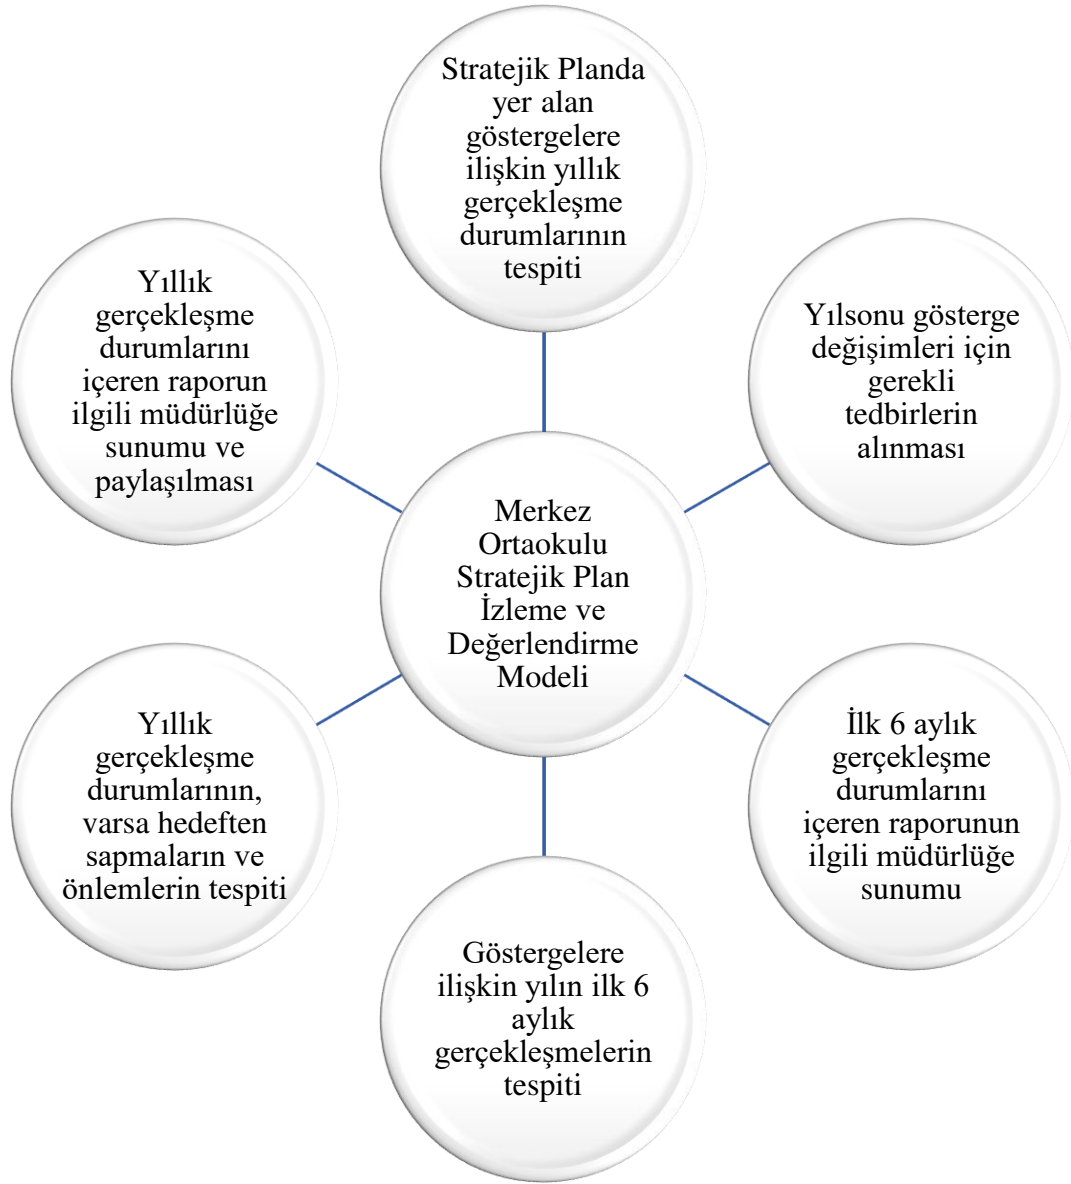 Stratejik Planda
yer alan
göstergelere
ilişkin yıllık
gerçekleşme
durumlarının
tespiti
Yılsonu gösterge
değişimleri için
gerekli
tedbirlerin
alınması
İlk 6 aylık
gerçekleşme
durumlarını
içeren raporunun
ilgili müdürlüğe
sunumu
Göstergelere
ilişkin yılın ilk 6
aylık
gerçekleşmelerin
tespiti
Yıllık
gerçekleşme
durumlarının,
varsa hedeften
sapmaların ve
önlemlerin tespiti
Yıllık
gerçekleşme
durumlarını
içeren raporun
ilgili müdürlüğe
sunumu ve
paylaşılması
Merkez
Ortaokulu
Stratejik Plan
İzleme ve
Değerlendirme
Modeli